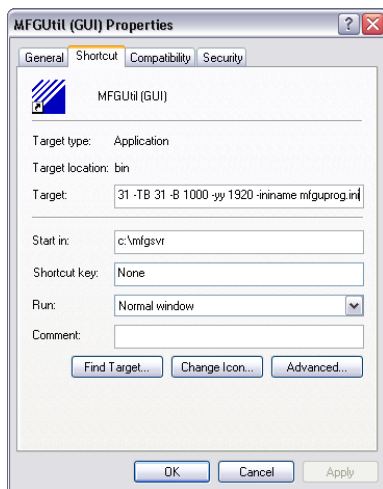 MFGUtil (GUI) Properties
General Shortcut Compatibility Security
MFGUtil (GUI)
Target type: Application
Target location: bin
Target: 31 -TB 31 -B 1000 -yy 1920 -ininame mfguprog.ini
Start in: c:\mfgsvr
Shortcut key: None
Run: Normal window
Comment:
Find Target... Change Icon... Advanced...
OK Cancel Apply